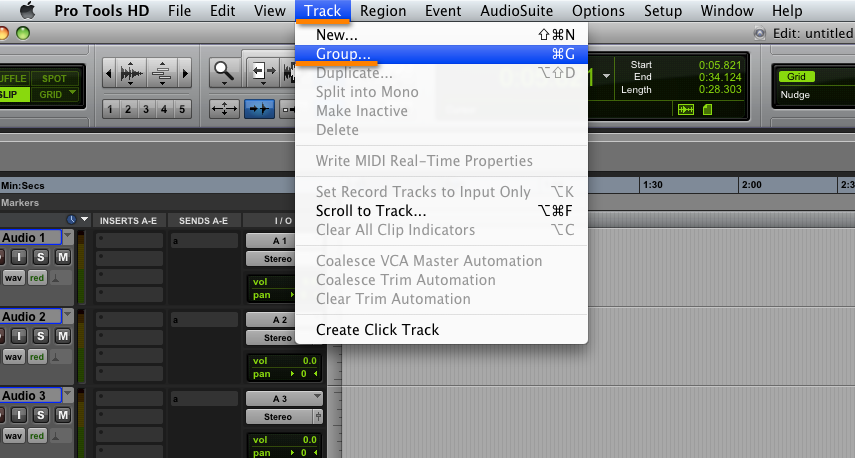 Pro Tools HD File Edit View Track Region Event AudioSuite Options Setup Window Help
Edit: untitled
New... ⇧⌘N
Group... ⌘G
Duplicate... ⌥⇧D
Split into Mono
Make Inactive
Delete
Write MIDI Real-Time Properties
Set Record Tracks to Input Only ⌥K
Scroll to Track... ⌥⌘F
Clear All Clip Indicators ⌥C
Coalesce VCA Master Automation
Coalesce Trim Automation
Clear Trim Automation
Create Click Track
SPOT
GRID
1 2 3 4 5
Start 0:05.821
End 0:34.124
Length 0:28.303
Grid
Nudge
Min:Secs 1:30 2:00
Markers
INSERTS A-E SENDS A-E I / O
Audio 1 a A 1
I S M Stereo
wav red vol
pan
Audio 2 a A 2
I S M Stereo
wav red vol 0.0
pan 0
Audio 3 a A 3
I S M Stereo
wav red vol 0.0
pan 0